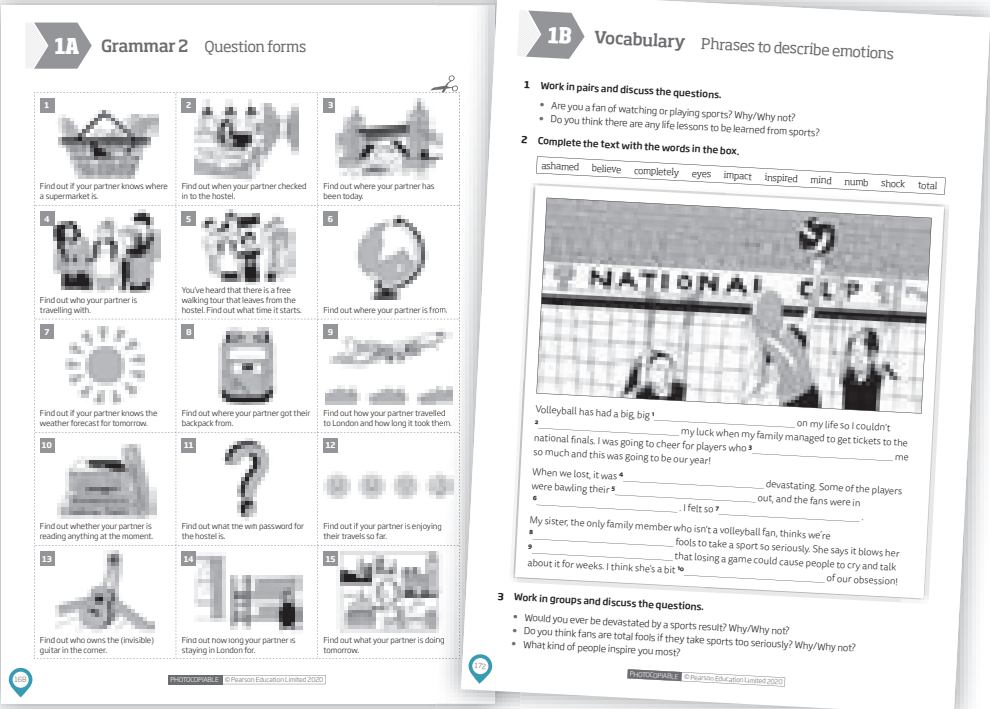 1A Grammar 2 Question forms
1
Find out if your partner knows where
a supermarket is.
2
Find out when your partner checked
in to the hostel.
3
Find out where your partner has
been today.
4
Find out who your partner is
travelling with.
5
You've heard that there is a free
walking tour that leaves from the
hostel. Find out what time it starts.
6
Find out where your partner is from.
7
Find out if your partner knows the
weather forecast for tomorrow.
8
Find out where your partner got their
backpack from.
9
Find out how your partner travelled
to London and how long it took them.
10
Find out whether your partner is
reading anything at the moment.
11
Find out what the wifi password for
the hostel is.
12
Find out if your partner is enjoying
their travels so far.
13
Find out who owns the (invisible)
guitar in the corner.
14
Find out how long your partner is
staying in London for.
15
Find out what your partner is doing
tomorrow.
168
PHOTOCOPIABLE © Pearson Education Limited 2020
1B Vocabulary Phrases to describe emotions
1 Work in pairs and discuss the questions.
• Are you a fan of watching or playing sports? Why/Why not?
• Do you think there are any life lessons to be learned from sports?
2 Complete the text with the words in the box.
ashamed believe completely eyes impact inspired mind numb shock total
NATIONAL CUP
Volleyball has had a big, big 1______ on my life so I couldn't
2______ my luck when my family managed to get tickets to the
national finals. I was going to cheer for players who 3______ me
so much and this was going to be our year!
When we lost, it was 4______ devastating. Some of the players
were bawling their 5______ out, and the fans were in
6______. I felt so 7______.
My sister, the only family member who isn't a volleyball fan, thinks we're
8______ fools to take a sport so seriously. She says it blows her
9______ that losing a game could cause people to cry and talk
about it for weeks. I think she's a bit 10______ of our obsession!
3 Work in groups and discuss the questions.
• Would you ever be devastated by a sports result? Why/Why not?
• Do you think fans are total fools if they take sports too seriously? Why/Why not?
• What kind of people inspire you most?
172
PHOTOCOPIABLE © Pearson Education Limited 2020